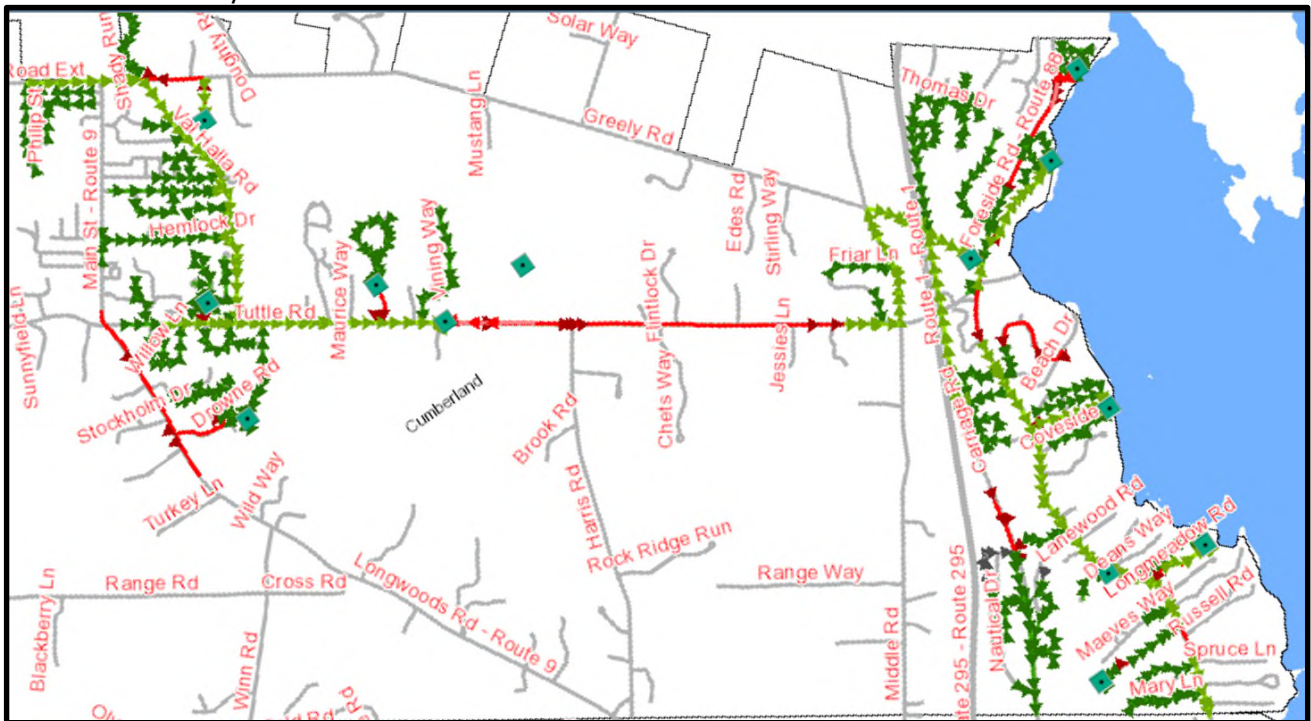 Solar Way
Road Ext
Shady Run
Doughty R
Philip St
Val Halla Rd
Mustang Ln
Greely Rd
Thomas Dr
Foreside Rd - Route 88
Main St - Route 9
Hemlock Dr
Edes Rd
Stirling Way
Route 1 - Route 1
Friar Ln
Vining Way
Maurice Way
Flintlock Dr
Tuttle Rd
Sunnyfield Ln
Willow Ln
Jessies Ln
Beach Dr
Stockholm Dr
Drowne Rd
Cumberland
Chets Way
Carriage Rd
Coveside
Brook Rd
Turkey Ln
Wild Way
Harris Rd
Lanewood Rd
Deans Way
Longmeadow Rd
Rock Ridge Run
Range Rd
Cross Rd
Longwoods Rd - Route 9
Range Way
Blackberry Ln
Winn Rd
Middle Rd
te 295 - Route 295
Nautical Dr
Maeves Way
Russell Rd
Spruce Ln
Mary Ln
Rd